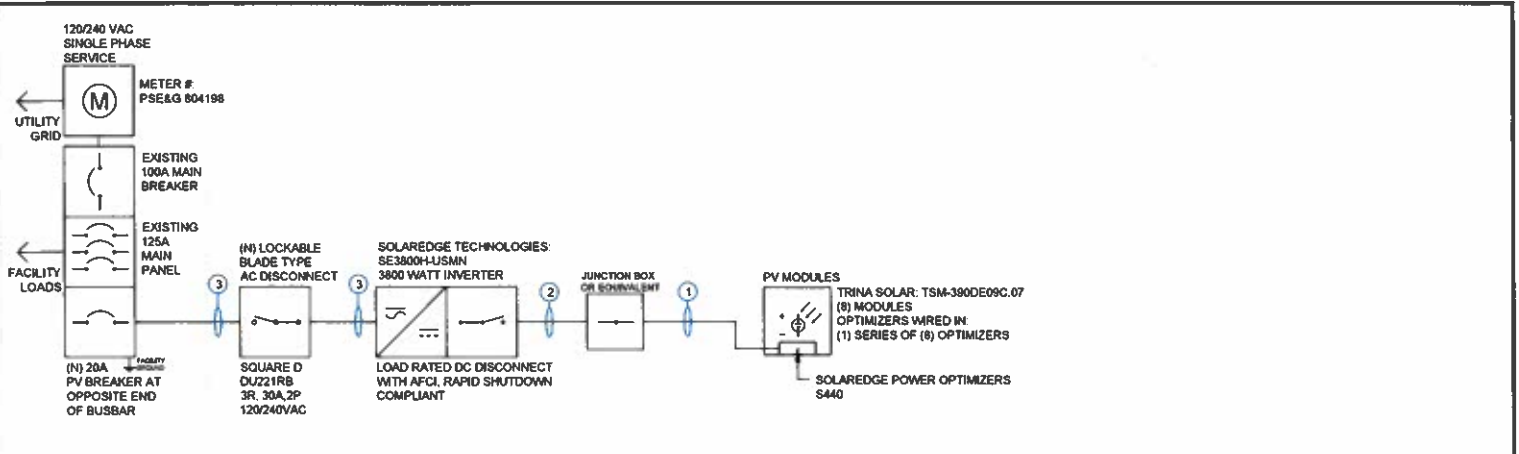 120/240 VAC
SINGLE PHASE
SERVICE
M
METER #:
PSE&G 804198
UTILITY
GRID
EXISTING
100A MAIN
BREAKER
EXISTING
125A
MAIN
PANEL
FACILITY
LOADS
(N) 20A
PV BREAKER AT
OPPOSITE END
OF BUSBAR
FACILITY
GROUND
3
(N) LOCKABLE
BLADE TYPE
AC DISCONNECT
SQUARE D
DU221RB
3R, 30A,2P
120/240VAC
3
SOLAREDGE TECHNOLOGIES:
SE3800H-USMN
3800 WATT INVERTER
LOAD RATED DC DISCONNECT
WITH AFCI, RAPID SHUTDOWN
COMPLIANT
2
JUNCTION BOX
OR EQUIVALENT
1
PV MODULES
TRINA SOLAR: TSM-390DE09C.07
(8) MODULES
OPTIMIZERS WIRED IN:
(1) SERIES OF (8) OPTIMIZERS
SOLAREDGE POWER OPTIMIZERS
S440